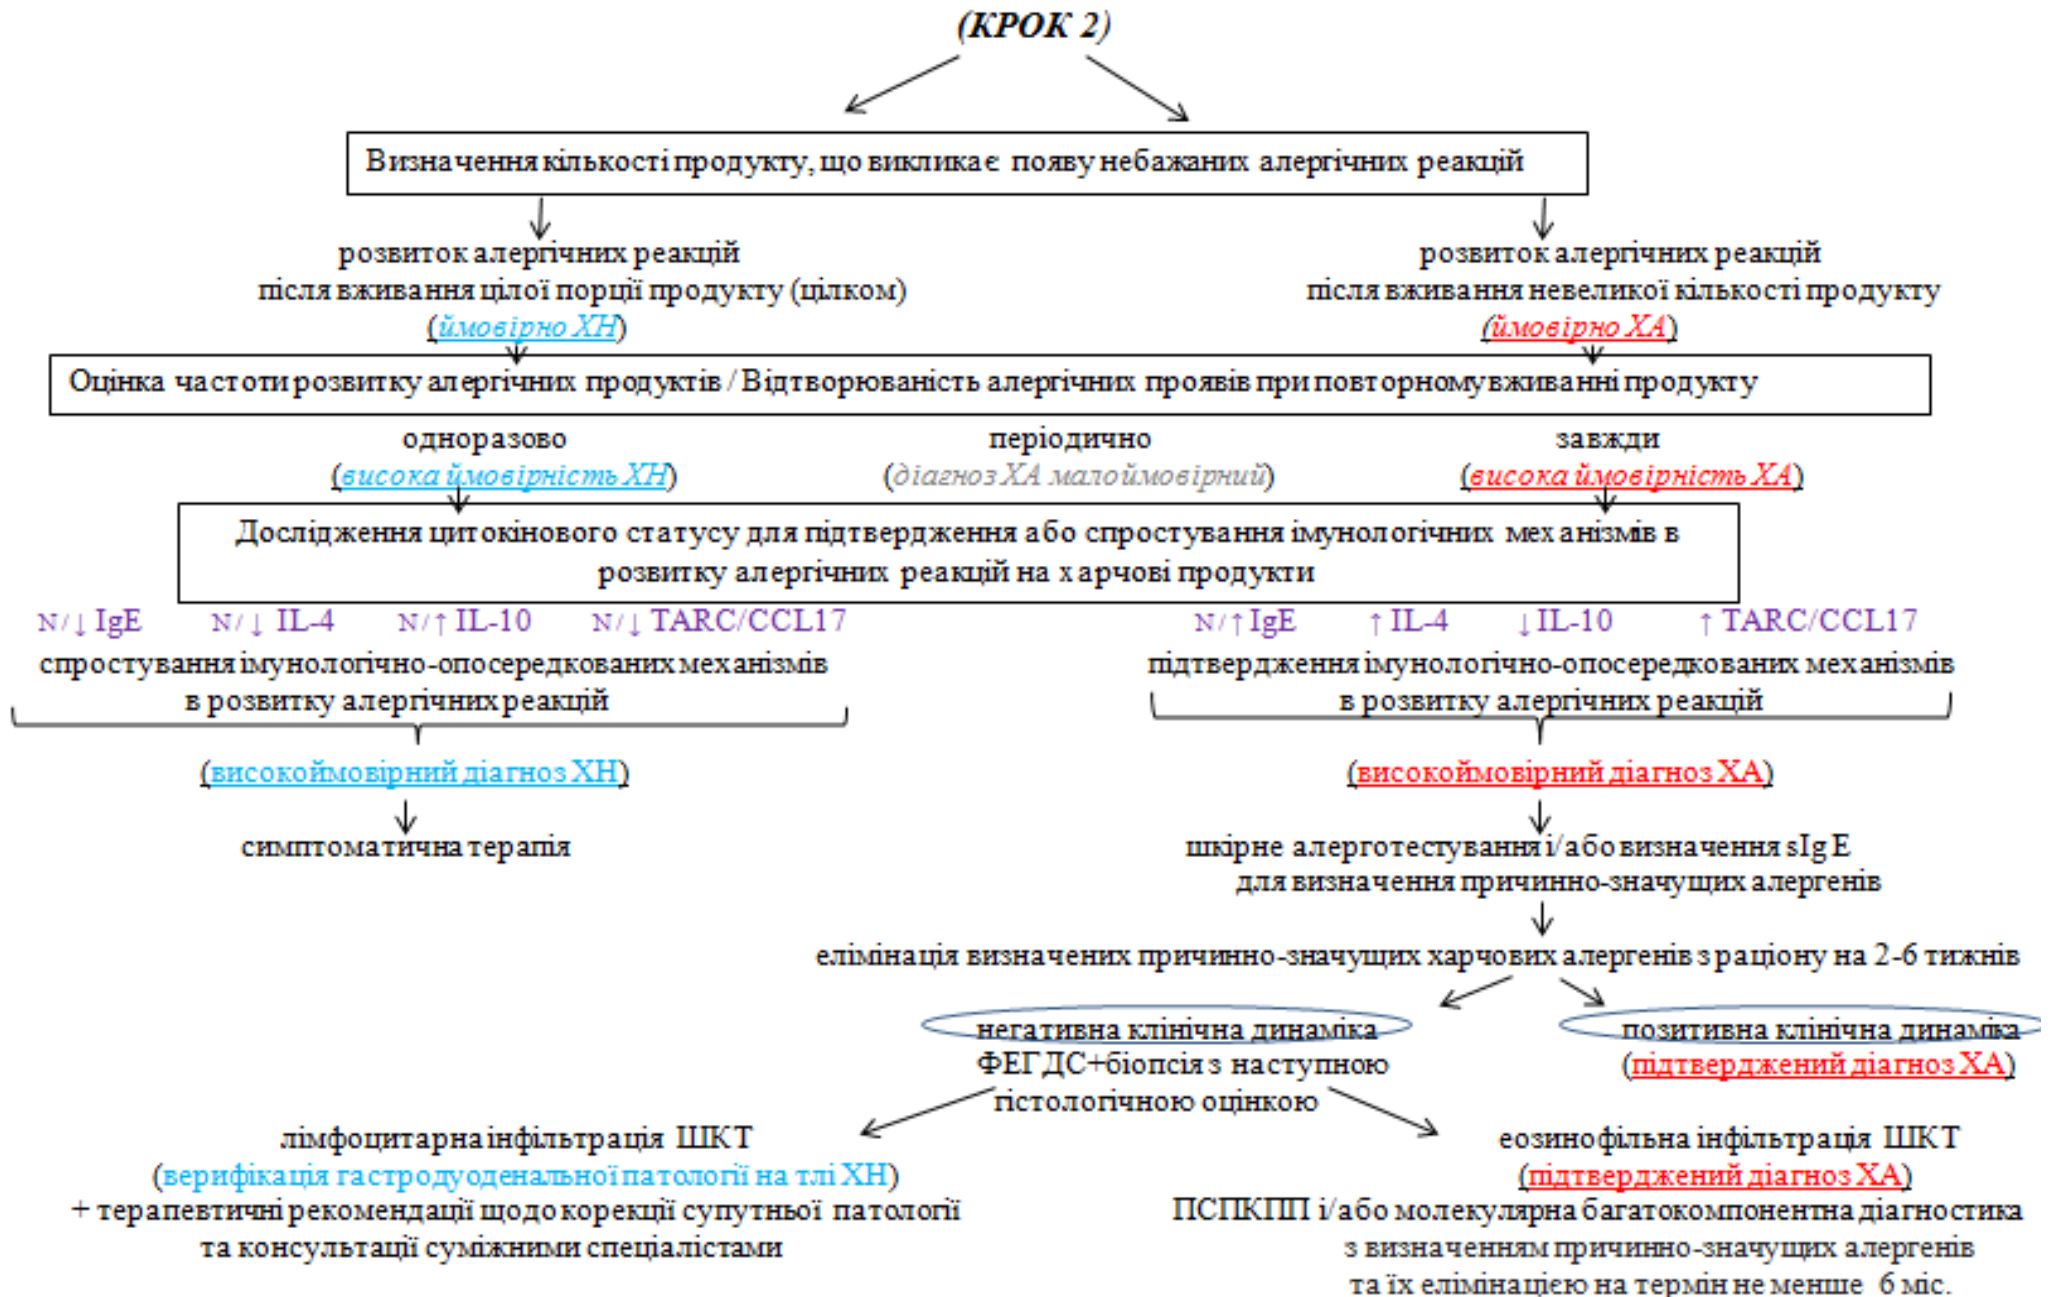 (КРОК 2)
Визначення кількості продукту, що викликає появу небажаних алергічних реакцій
розвиток алергічних реакцій
після вживання цілої порції продукту (цілком)
(ймовірно ХН)
розвиток алергічних реакцій
після вживання невеликої кількості продукту
(ймовірно ХА)
Оцінка частоти розвитку алергічних продуктів / Відтворюваність алергічних проявів при повторному вживанні продукту
одноразово
(висока ймовірність ХН)
періодично
(діагноз ХА малоймовірний)
завжди
(висока ймовірність ХА)
Дослідження цитокінового статусу для підтвердження або спростування імунологічних механізмів в
розвитку алергічних реакцій на харчові продукти
N/↓ IgE N/↓ IL-4 N/↑ IL-10 N/↓ TARC/CCL17
спростування імунологічно-опосередкованих механізмів
в розвитку алергічних реакцій
(високоймовірний діагноз ХН)
симптоматична терапія
N/↑ IgE ↑ IL-4 ↓ IL-10 ↑ TARC/CCL17
підтвердження імунологічно-опосередкованих механізмів
в розвитку алергічних реакцій
(високоймовірний діагноз ХА)
шкірне алерготестування і/або визначення sIgE
для визначення причинно-значущих алергенів
елімінація визначених причинно-значущих харчових алергенів з раціону на 2-6 тижнів
негативна клінічна динаміка
ФЕГДС+біопсія з наступною
гістологічною оцінкою
позитивна клінічна динаміка
(підтверджений діагноз ХА)
лімфоцитарна інфільтрація ШКТ
(верифікація гастродуоденальної патології на тлі ХН)
+ терапевтичні рекомендації щодо корекції супутньої патології
та консультації суміжними спеціалістами
еозинофільна інфільтрація ШКТ
(підтверджений діагноз ХА)
ПСПКПП і/або молекулярна багатокомпонентна діагностика
з визначенням причинно-значущих алергенів
та їх елімінацією на термін не менше 6 міс.